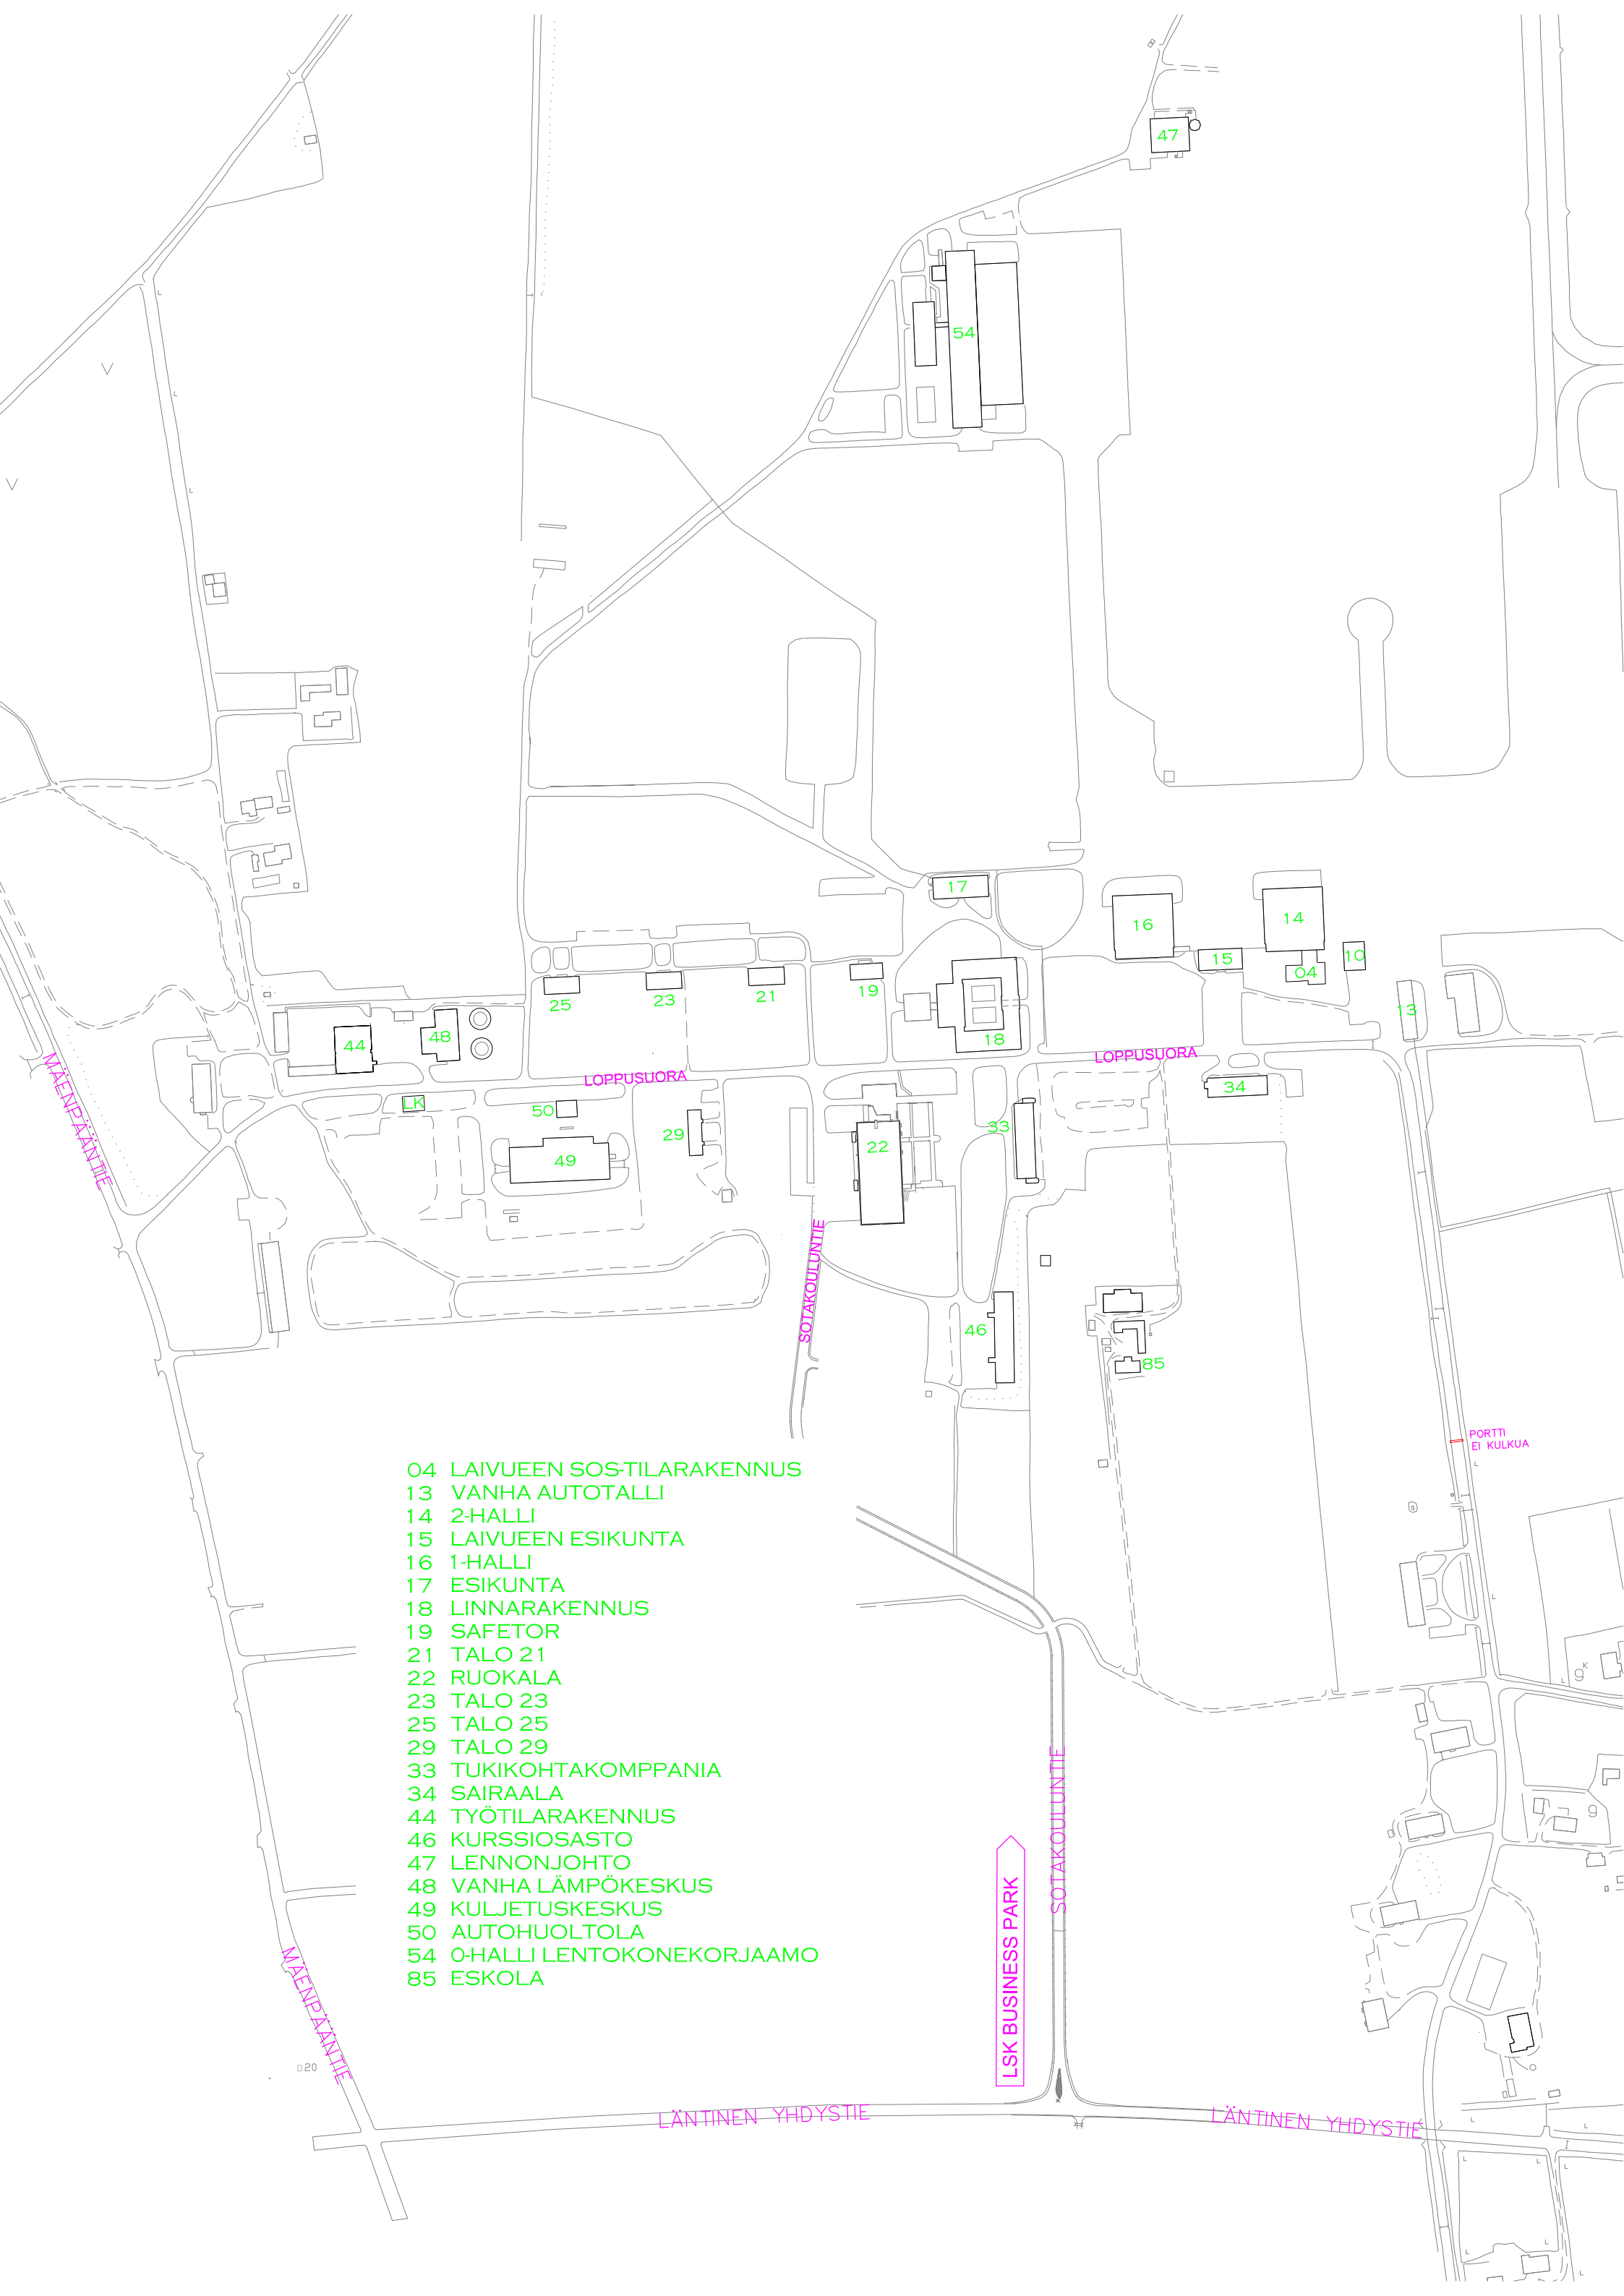 47
54
17
16
14
15
04
10
13
25
23
21
19
18
44
48
LOPPUSUORA
LOPPUSUORA
34
MÄENPÄÄNTIE
LK
50
29
49
22
33
SOTAKOULUNTIE
46
85
PORTTI
EI KULKUA
04 LAIVUEEN SOS-TILARAKENNUS
13 VANHA AUTOTALLI
14 2-HALLI
15 LAIVUEEN ESIKUNTA
16 1-HALLI
17 ESIKUNTA
18 LINNARAKENNUS
19 SAFETOR
21 TALO 21
22 RUOKALA
23 TALO 23
25 TALO 25
29 TALO 29
33 TUKIKOHTAKOMPPANIA
34 SAIRAALA
44 TYÖTILARAKENNUS
46 KURSSIOSASTO
47 LENNONJOHTO
48 VANHA LÄMPÖKESKUS
49 KULJETUSKESKUS
50 AUTOHUOLTOLA
54 0-HALLI LENTOKONEKORJAAMO
85 ESKOLA
9 K
9
SOTAKOULUNTIE
LSK BUSINESS PARK
MÄENPÄÄNTIE
20
LÄNTINEN YHDYSTIE
LÄNTINEN YHDYSTIE